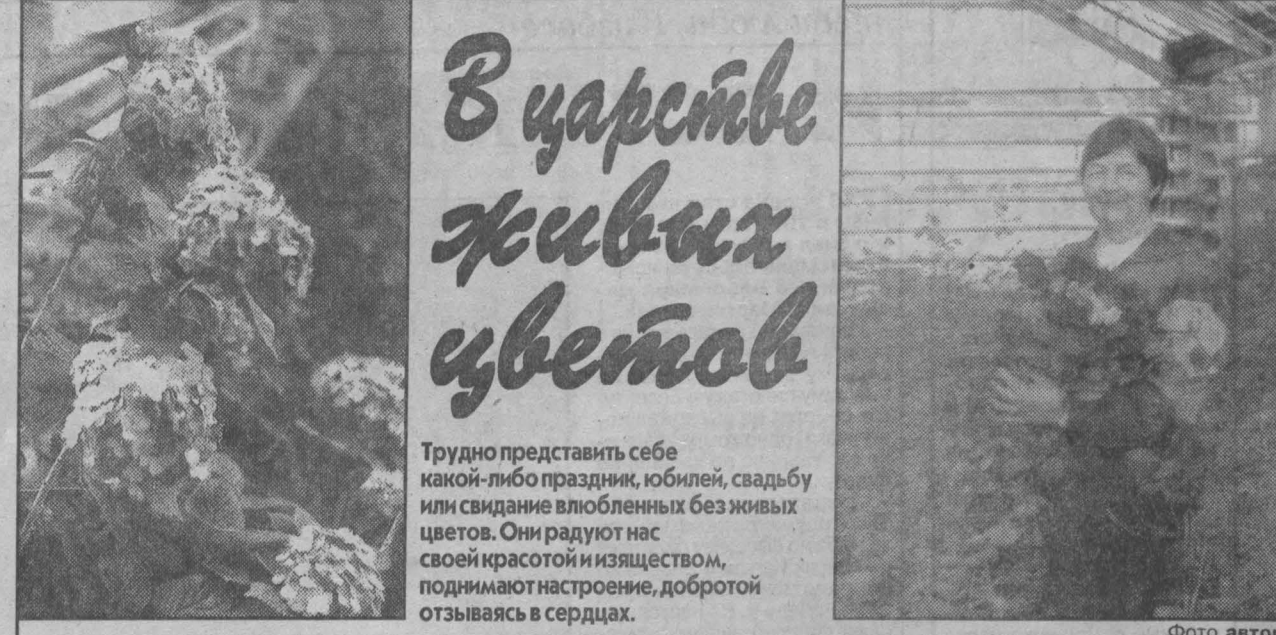 В царстве
живых
цветов
Трудно представить себе
какой-либо праздник, юбилей, свадьбу
или свидание влюбленных без живых
цветов. Они радуют нас
своей красотой и изяществом,
поднимают настроение, добротой
отзываясь в сердцах.
Фото